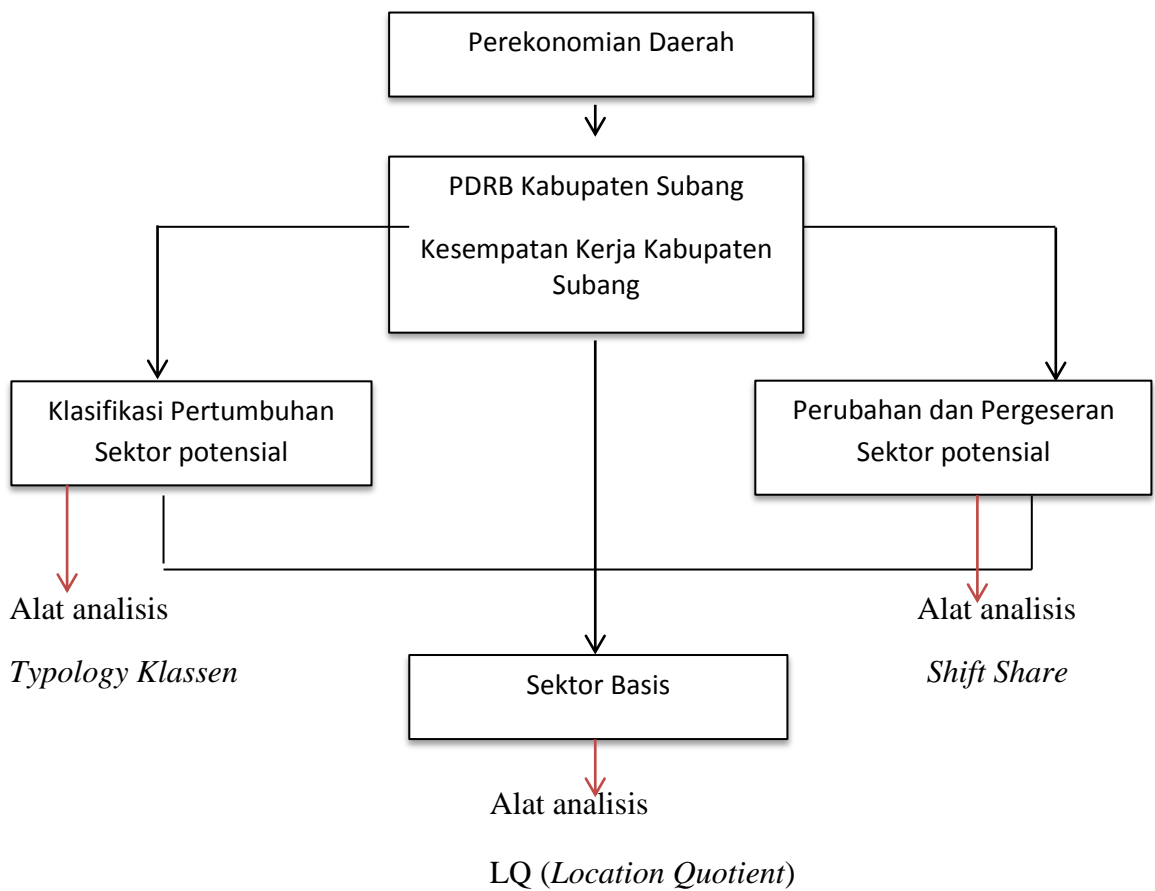 Perekonomian Daerah
PDRB Kabupaten Subang
Kesempatan Kerja Kabupaten
Subang
Klasifikasi Pertumbuhan
Sektor potensial
Perubahan dan Pergeseran
Sektor potensial
Alat analisis
Typology Klassen
Alat analisis
Shift Share
Sektor Basis
Alat analisis
LQ (Location Quotient)